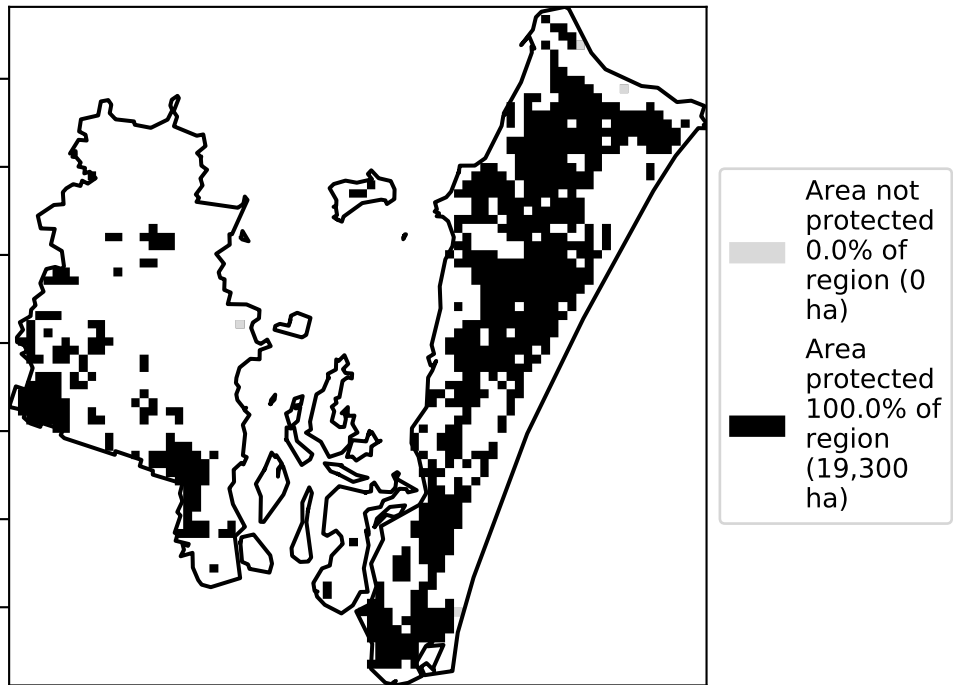 Area not
protected
0.0% of
region (0
ha)
Area
protected
100.0% of
region
(19,300
ha)